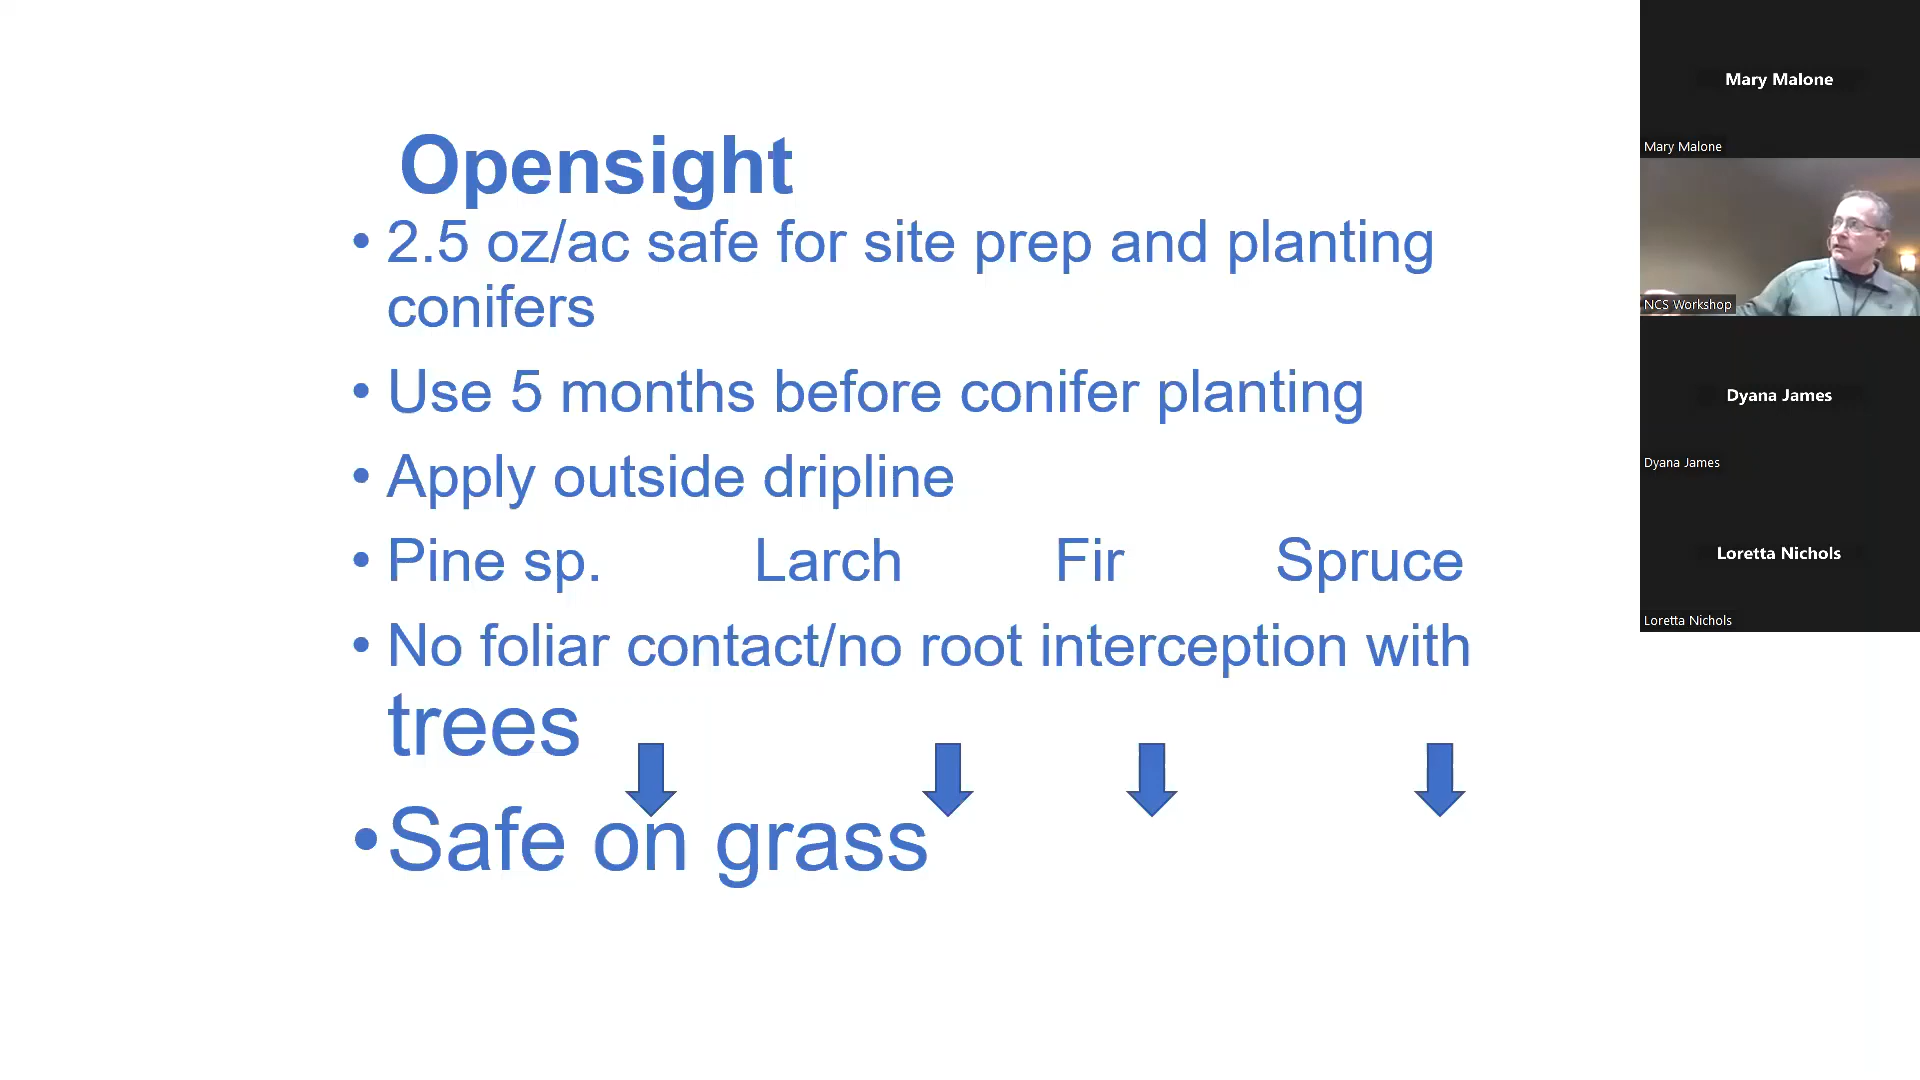 Opensight
• 2.5 oz/ac safe for site prep and planting
conifers
• Use 5 months before conifer planting
• Apply outside dripline
• Pine sp. Larch Fir Spruce
• No foliar contact/no root interception with
trees
• Safe on grass
Mary Malone
Mary Malone
NCS Workshop
Dyana James
Dyana James
Loretta Nichols
Loretta Nichols